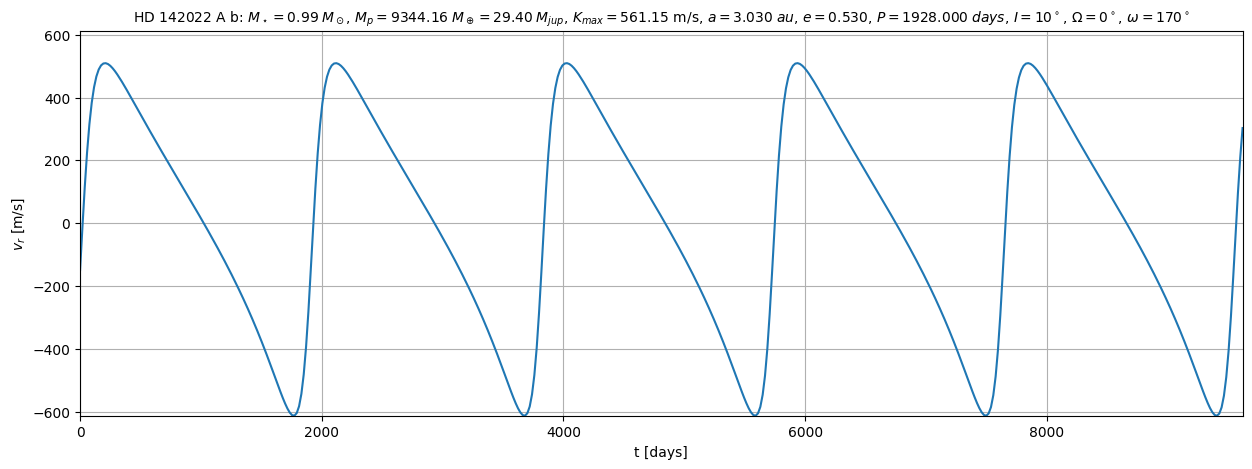 HD 142022 A b: M⋆ = 0.99 M⊙, Mp = 9344.16 M⊕ = 29.40 Mjup, Kmax = 561.15 m/s, a = 3.030 au, e = 0.530, P = 1928.000 days, I = 10°, Ω = 0°, ω = 170°
600
400
200
0
−200
−400
−600
vr [m/s]
0 2000 4000 6000 8000
t [days]